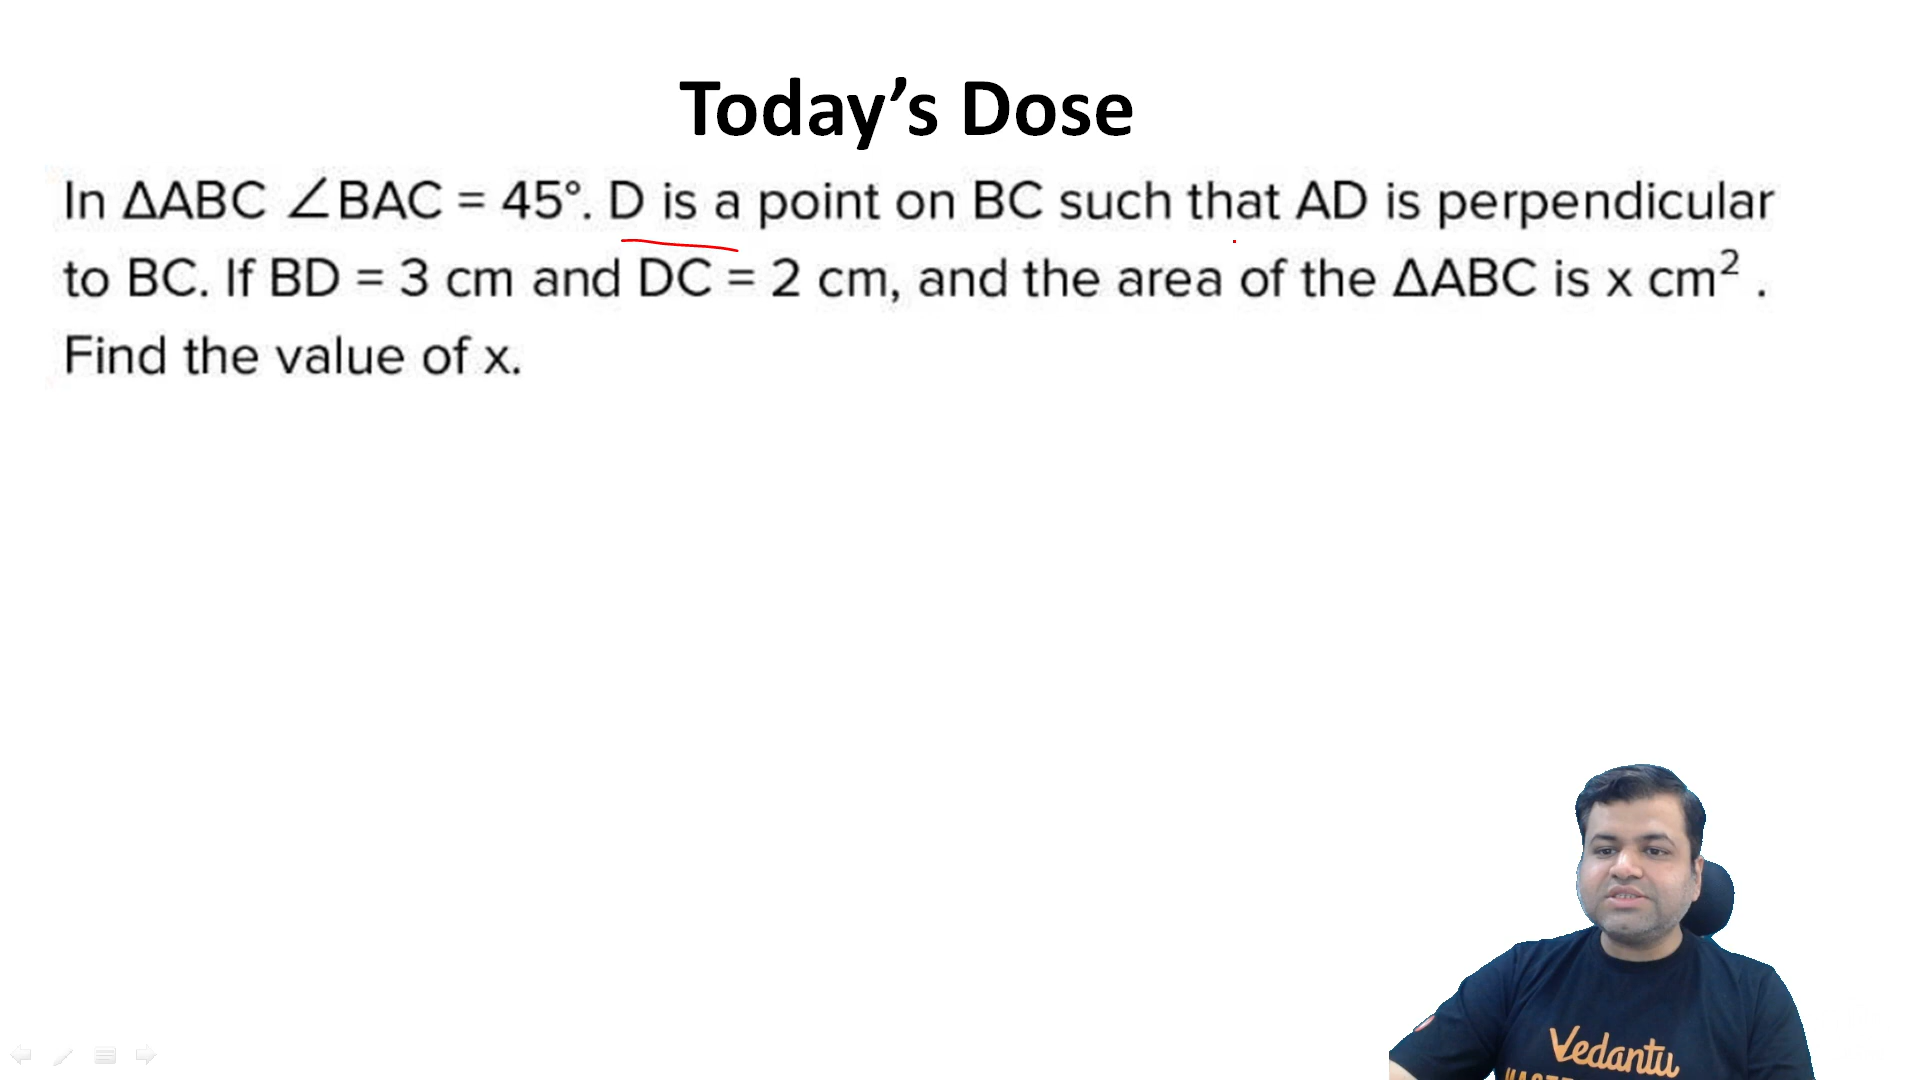 Today’s Dose
In ΔABC ∠BAC = 45°. D is a point on BC such that AD is perpendicular
to BC. If BD = 3 cm and DC = 2 cm, and the area of the ΔABC is x cm² .
Find the value of x.
Vedantu